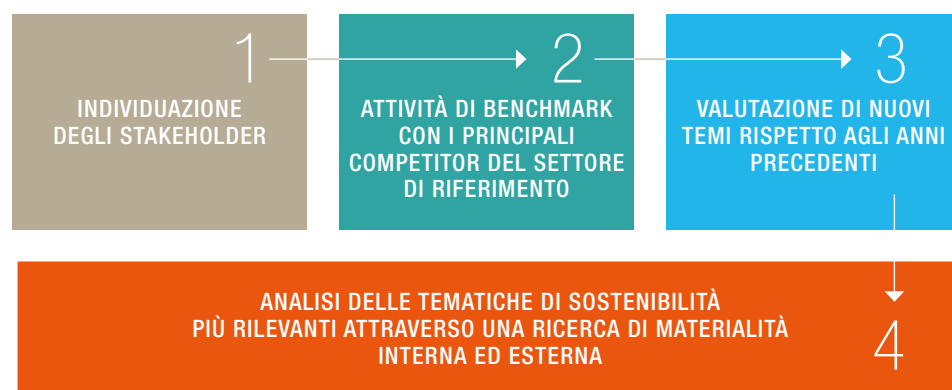 1
INDIVIDUAZIONE
DEGLI STAKEHOLDER
2
ATTIVITÀ DI BENCHMARK
CON I PRINCIPALI
COMPETITOR DEL SETTORE
DI RIFERIMENTO
3
VALUTAZIONE DI NUOVI
TEMI RISPETTO AGLI ANNI
PRECEDENTI
ANALISI DELLE TEMATICHE DI SOSTENIBILITÀ
PIÙ RILEVANTI ATTRAVERSO UNA RICERCA DI MATERIALITÀ
INTERNA ED ESTERNA
4